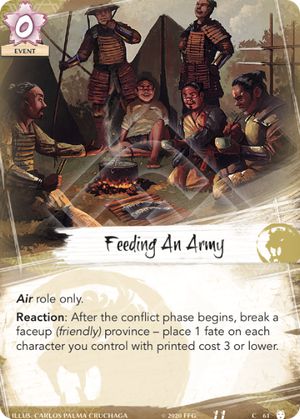 0
EVENT
Feeding An Army
Air role only.
Reaction: After the conflict phase begins, break a
faceup (friendly) province – place 1 fate on each
character you control with printed cost 3 or lower.
ILLUS. CARLOS PALMA CRUCHAGA © 2020 FFG 11 C 61